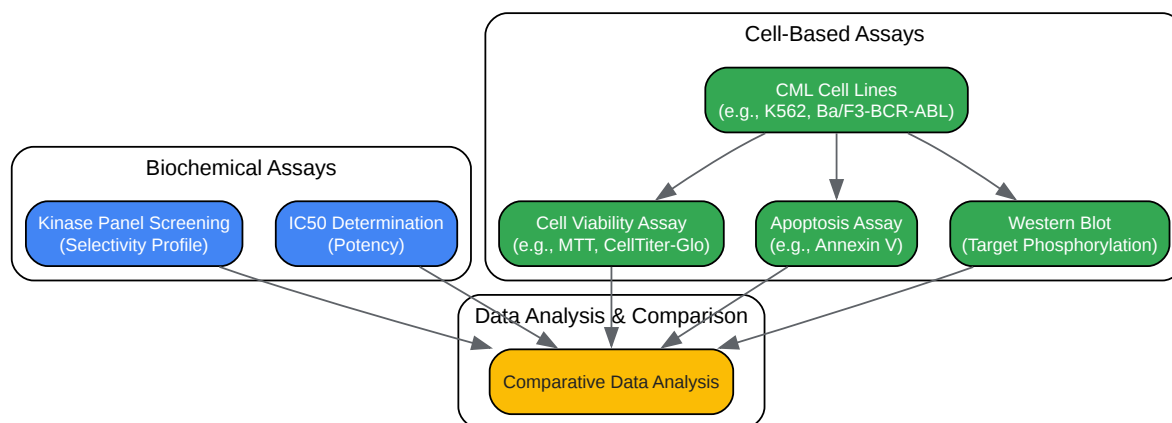 Cell-Based Assays
CML Cell Lines
(e.g., K562, Ba/F3-BCR-ABL)
Biochemical Assays
Kinase Panel Screening
(Selectivity Profile)
IC50 Determination
(Potency)
Cell Viability Assay
(e.g., MTT, CellTiter-Glo
Apoptosis Assay
(e.g., Annexin V)
Western Blot
(Target Phosphorylation)
Data Analysis & Comparison
Comparative Data Analysis